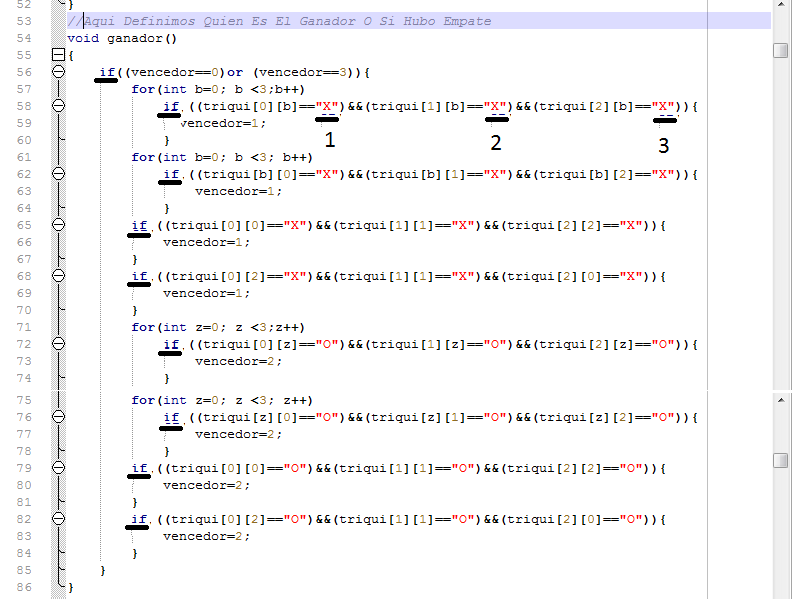 52 }
53 //Aqui Definimos Quien Es El Ganador O Si Hubo Empate
54 void ganador()
55 {
56 if((vencedor==0)or (vencedor==3)){
57 for(int b=0; b <3;b++)
58 if ((triqui[0][b]=="X")&&(triqui[1][b]=="X")&&(triqui[2][b]=="X")){
59 vencedor=1;
60 }
1 2 3
61 for(int b=0; b <3; b++)
62 if ((triqui[b][0]=="X")&&(triqui[b][1]=="X")&&(triqui[b][2]=="X")){
63 vencedor=1;
64 }
65 if ((triqui[0][0]=="X")&&(triqui[1][1]=="X")&&(triqui[2][2]=="X")){
66 vencedor=1;
67 }
68 if ((triqui[0][2]=="X")&&(triqui[1][1]=="X")&&(triqui[2][0]=="X")){
69 vencedor=1;
70 }
71 for(int z=0; z <3;z++)
72 if ((triqui[0][z]=="O")&&(triqui[1][z]=="O")&&(triqui[2][z]=="O")){
73 vencedor=2;
74 }
75 for(int z=0; z <3; z++)
76 if ((triqui[z][0]=="O")&&(triqui[z][1]=="O")&&(triqui[z][2]=="O")){
77 vencedor=2;
78 }
79 if ((triqui[0][0]=="O")&&(triqui[1][1]=="O")&&(triqui[2][2]=="O")){
80 vencedor=2;
81 }
82 if ((triqui[0][2]=="O")&&(triqui[1][1]=="O")&&(triqui[2][0]=="O")){
83 vencedor=2;
84 }
85 }
86 }